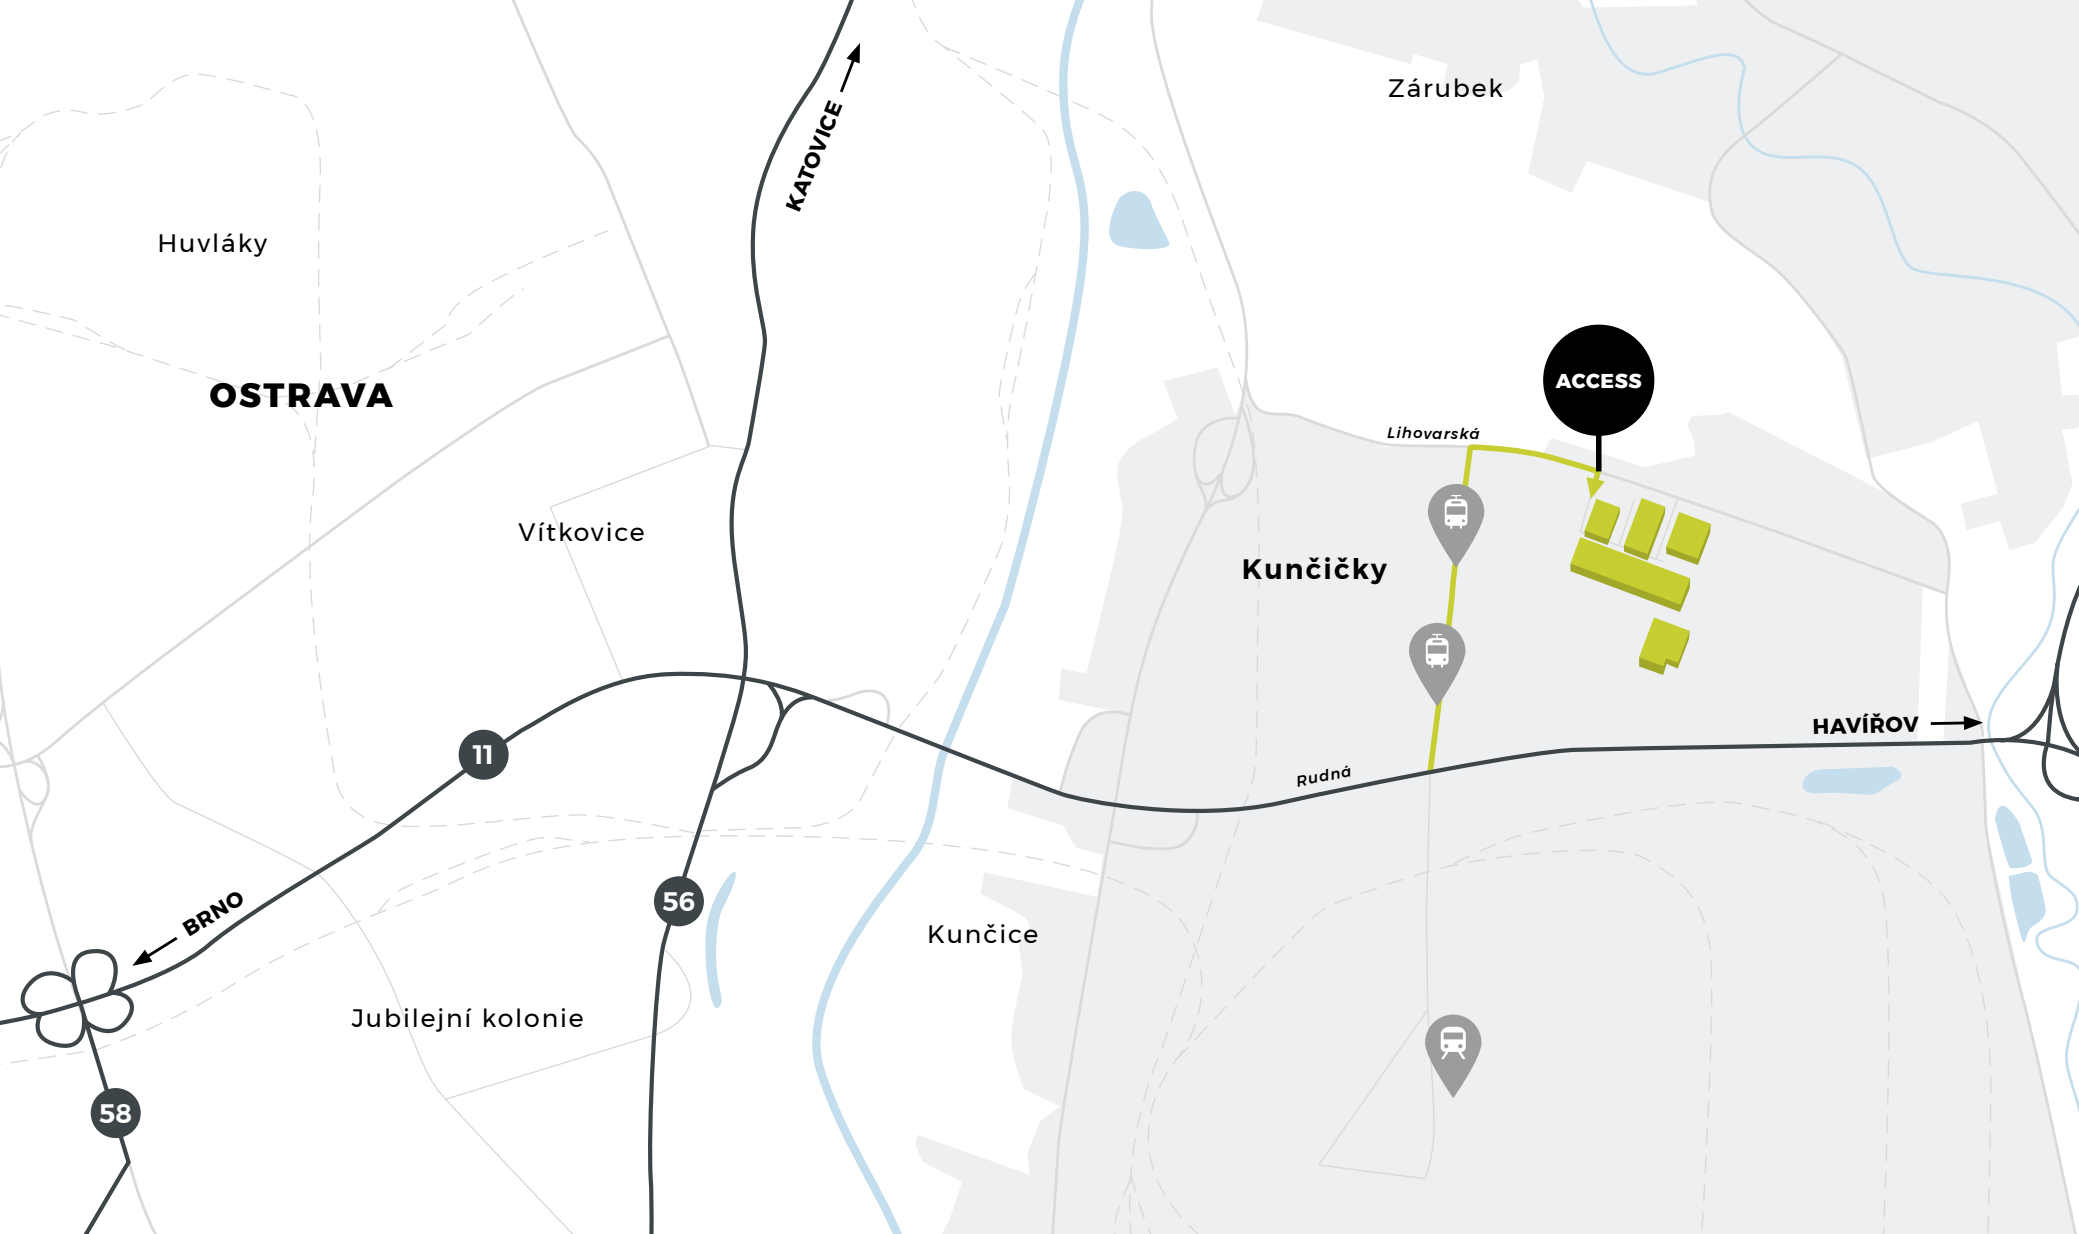 Zárubek
KATOVICE
Huvláky
ACCESS
OSTRAVA
Lihovarská
Vítkovice
Kunčičky
HAVÍŘOV
11
Rudná
BRNO
56
Kunčice
Jubilejní kolonie
58